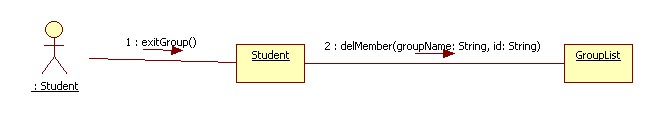 1 : exitGroup()
2 : delMember(groupName: String, id: String)
Student
GroupList
: Student